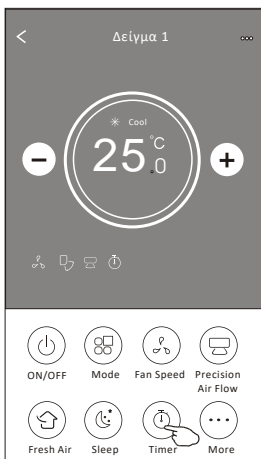 Δείγμα 1
Cool
25.0 °C
ON/OFF
Mode
Fan Speed
Precision
Air Flow
Fresh Air
Sleep
Timer
More